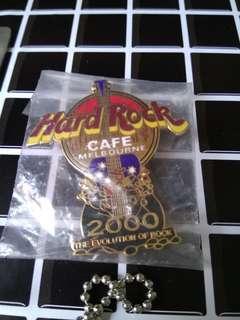 Hard Rock
CAFE
MELBOURNE
2000
THE EVOLUTION OF ROCK